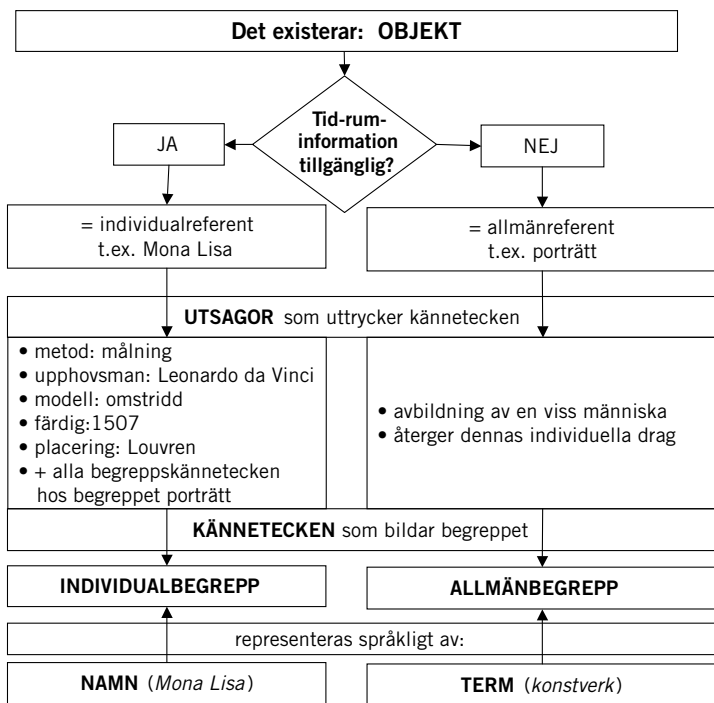 Det existerar: OBJEKT
Tid-rum-
information
tillgänglig?
JA
NEJ
= individualreferent
t.ex. Mona Lisa
= allmänreferent
t.ex. porträtt
UTSAGOR som uttrycker kännetecken
• metod: målning
• upphovsman: Leonardo da Vinci
• modell: omstridd
• färdig:1507
• placering: Louvren
• + alla begreppskännetecken
hos begreppet porträtt
• avbildning av en viss människa
• återger dennas individuella drag
KÄNNETECKEN som bildar begreppet
INDIVIDUALBEGREPP
ALLMÄNBEGREPP
representeras språkligt av:
NAMN (Mona Lisa)
TERM (konstverk)